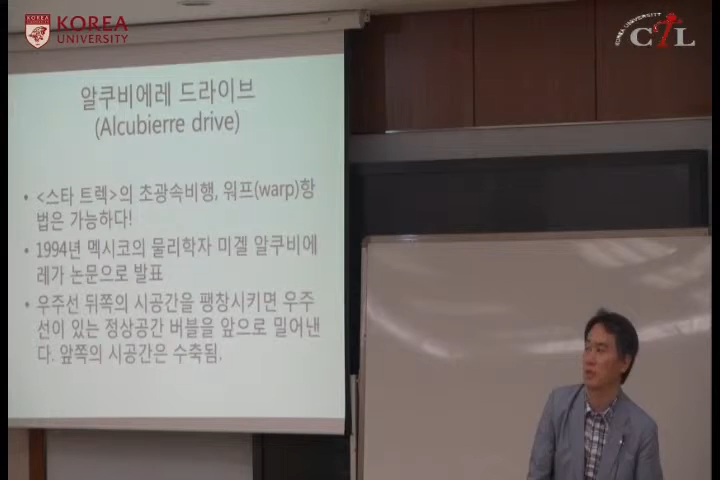 KOREA
UNIVERSITY
KOREA UNIVERSITY
CTL
알쿠비에레 드라이브
(Alcubierre drive)
• <스타 트렉>의 초광속비행, 워프(warp)항
법은 가능하다!
• 1994년 멕시코의 물리학자 미겔 알쿠비에
레가 논문으로 발표
• 우주선 뒤쪽의 시공간을 팽창시키면 우주
선이 있는 정상공간 버블을 앞으로 밀어낸
다. 앞쪽의 시공간은 수축됨.